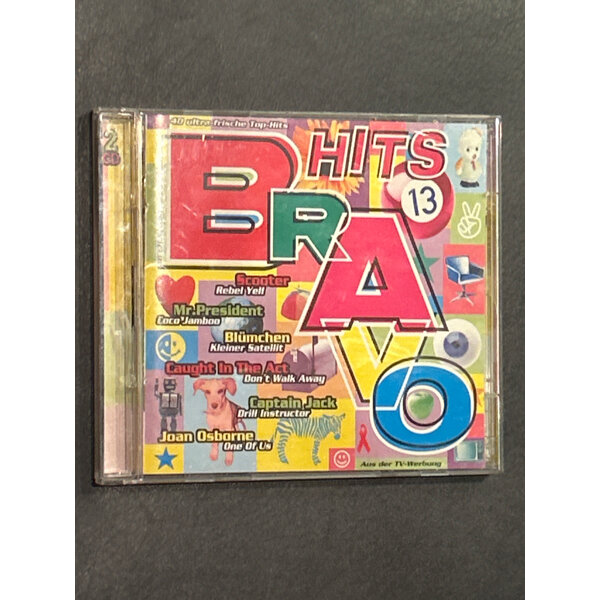 40 ultra-frische Top-Hits
2
CD
HITS
13
BRAVO
Scooter
Rebel Yell
Mr. President
Coco Jamboo
Blümchen
Kleiner Satellit
Caught In The Act
Don't Walk Away
Captain Jack
Drill Instructor
Joan Osborne
One Of Us
Aus der TV-Werbung